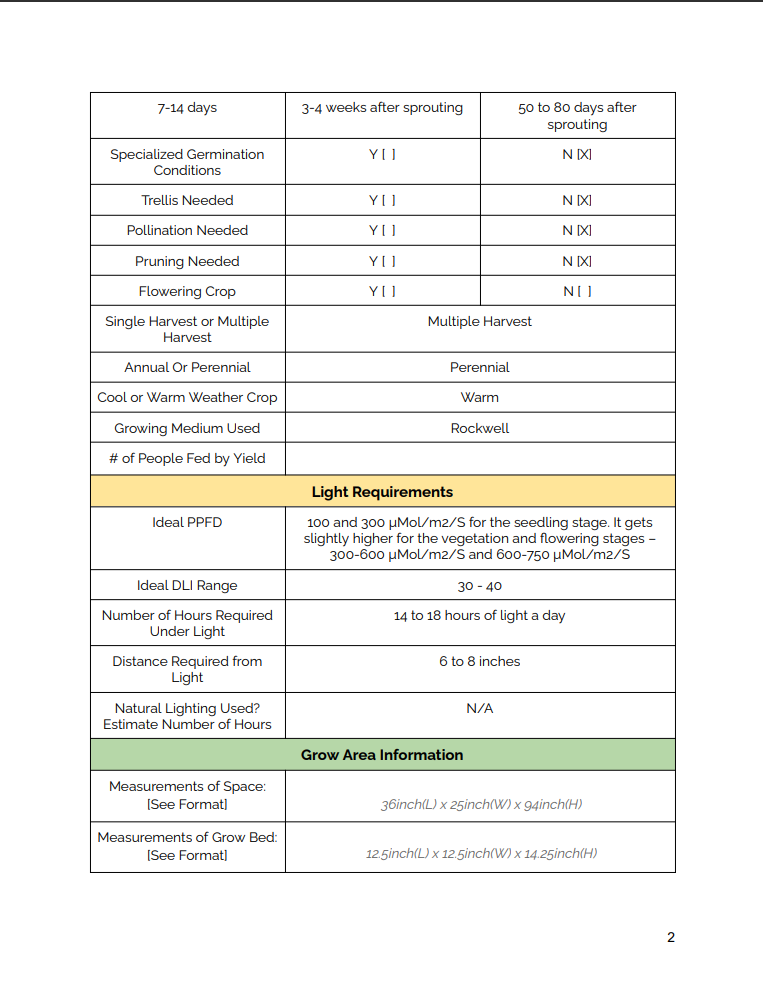 7-14 days
3-4 weeks after sprouting
50 to 80 days after
sprouting
Specialized Germination
Conditions
Y [ ]
N [X]
Trellis Needed
Y [ ]
N [X]
Pollination Needed
Y [ ]
N [X]
Pruning Needed
Y [ ]
N [X]
Flowering Crop
Y [ ]
N [ ]
Single Harvest or Multiple
Harvest
Multiple Harvest
Annual Or Perennial
Perennial
Cool or Warm Weather Crop
Warm
Growing Medium Used
Rockwell
# of People Fed by Yield
Light Requirements
Ideal PPFD
100 and 300 μMol/m2/S for the seedling stage. It gets
slightly higher for the vegetation and flowering stages –
300-600 μMol/m2/S and 600-750 μMol/m2/S
Ideal DLI Range
30 - 40
Number of Hours Required
Under Light
14 to 18 hours of light a day
Distance Required from
Light
6 to 8 inches
Natural Lighting Used?
Estimate Number of Hours
N/A
Grow Area Information
Measurements of Space:
[See Format]
36inch(L) x 25inch(W) x 94inch(H)
Measurements of Grow Bed:
[See Format]
12.5inch(L) x 12.5inch(W) x 14.25inch(H)
2